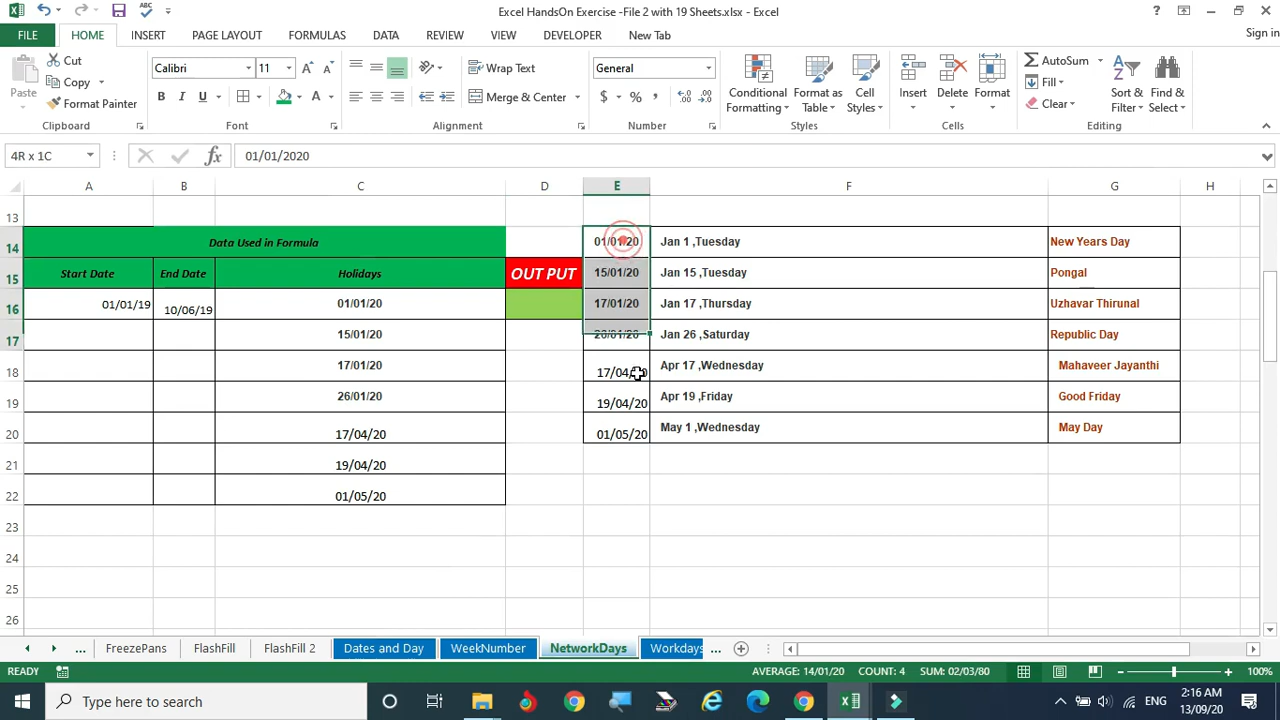 Excel HandsOn Exercise -File 2 with 19 Sheets.xlsx - Excel
FILE HOME INSERT PAGE LAYOUT FORMULAS DATA REVIEW VIEW DEVELOPER New Tab Sign in
Paste Cut Copy Format Painter
Calibri 11 B I U A
Wrap Text Merge & Center
General $ % ,
Conditional Formatting Format as Table Cell Styles
Insert Delete Format
AutoSum Fill Clear Sort & Filter Find & Select
Clipboard Font Alignment Number Styles Cells Editing
4R x 1C fx 01/01/2020
A B C D E F G H
13
14 Data Used in Formula 01/01/20 Jan 1 ,Tuesday New Years Day
15 Start Date End Date Holidays OUT PUT 15/01/20 Jan 15 ,Tuesday Pongal
16 01/01/19 10/06/19 01/01/20 17/01/20 Jan 17 ,Thursday Uzhavar Thirunal
17 15/01/20 26/01/20 Jan 26 ,Saturday Republic Day
18 17/01/20 17/04/20 Apr 17 ,Wednesday Mahaveer Jayanthi
19 26/01/20 19/04/20 Apr 19 ,Friday Good Friday
20 17/04/20 01/05/20 May 1 ,Wednesday May Day
21 19/04/20
22 01/05/20
23
24
25
26
... FreezePans FlashFill FlashFill 2 Dates and Day WeekNumber NetworkDays Workdays ...
READY AVERAGE: 14/01/20 COUNT: 4 SUM: 02/03/80 100%
Type here to search ENG 2:16 AM
13/09/20